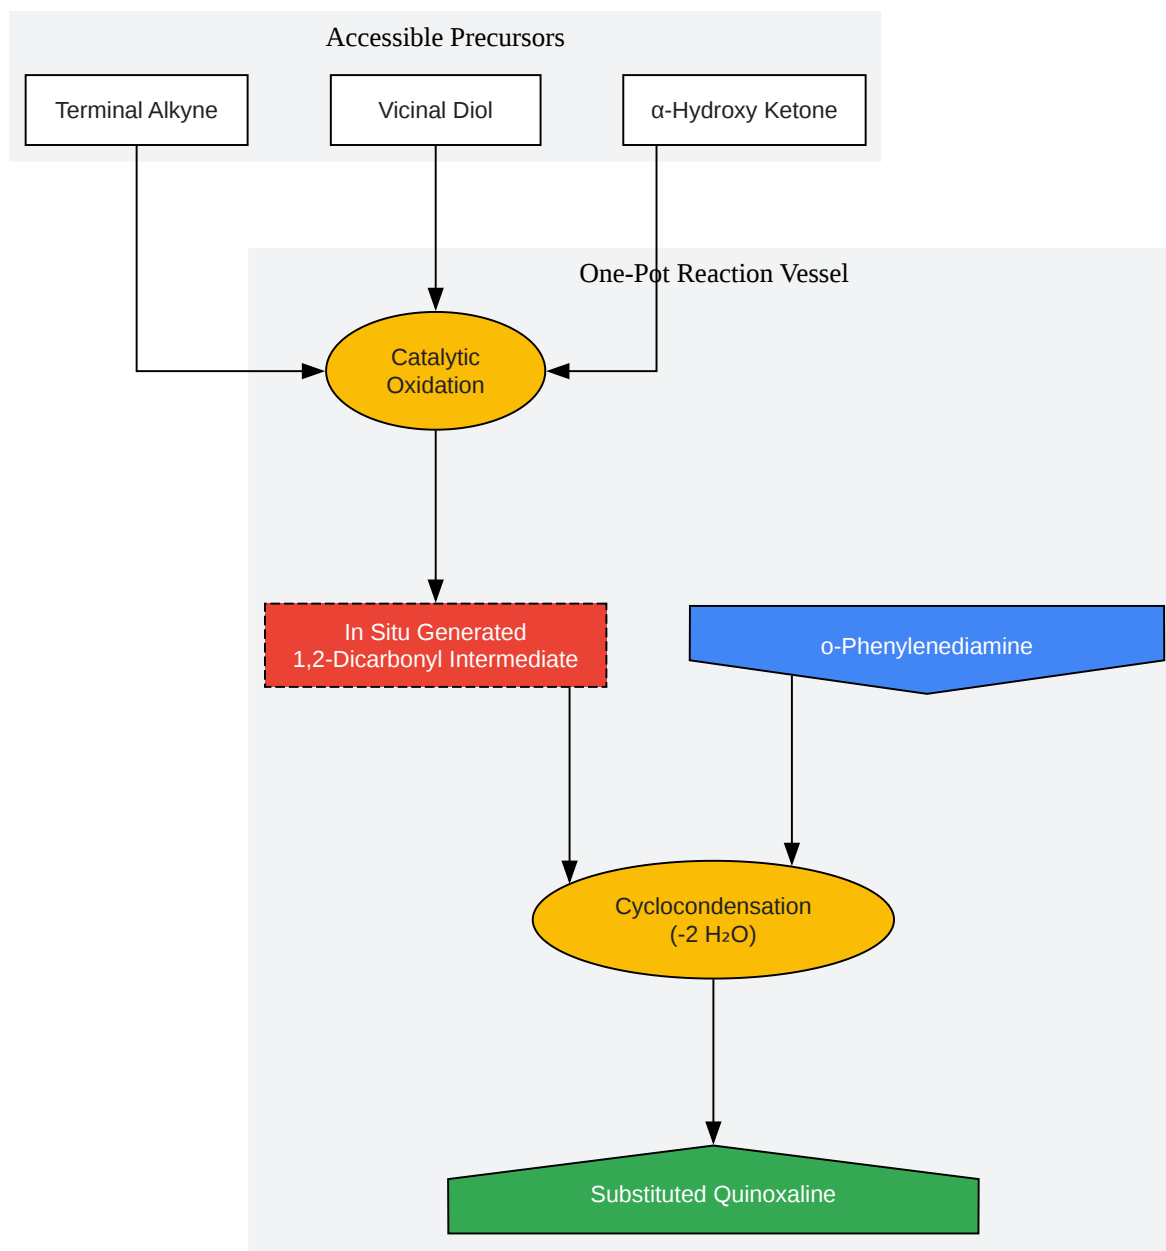 Accessible Precursors
Terminal Alkyne
Vicinal Diol
α-Hydroxy Ketone
One-Pot Reaction Vessel
Catalytic
Oxidation
In Situ Generated
1,2-Dicarbonyl Intermediate
o-Phenylenediamine
Cyclocondensation
(-2 H₂O)
Substituted Quinoxaline